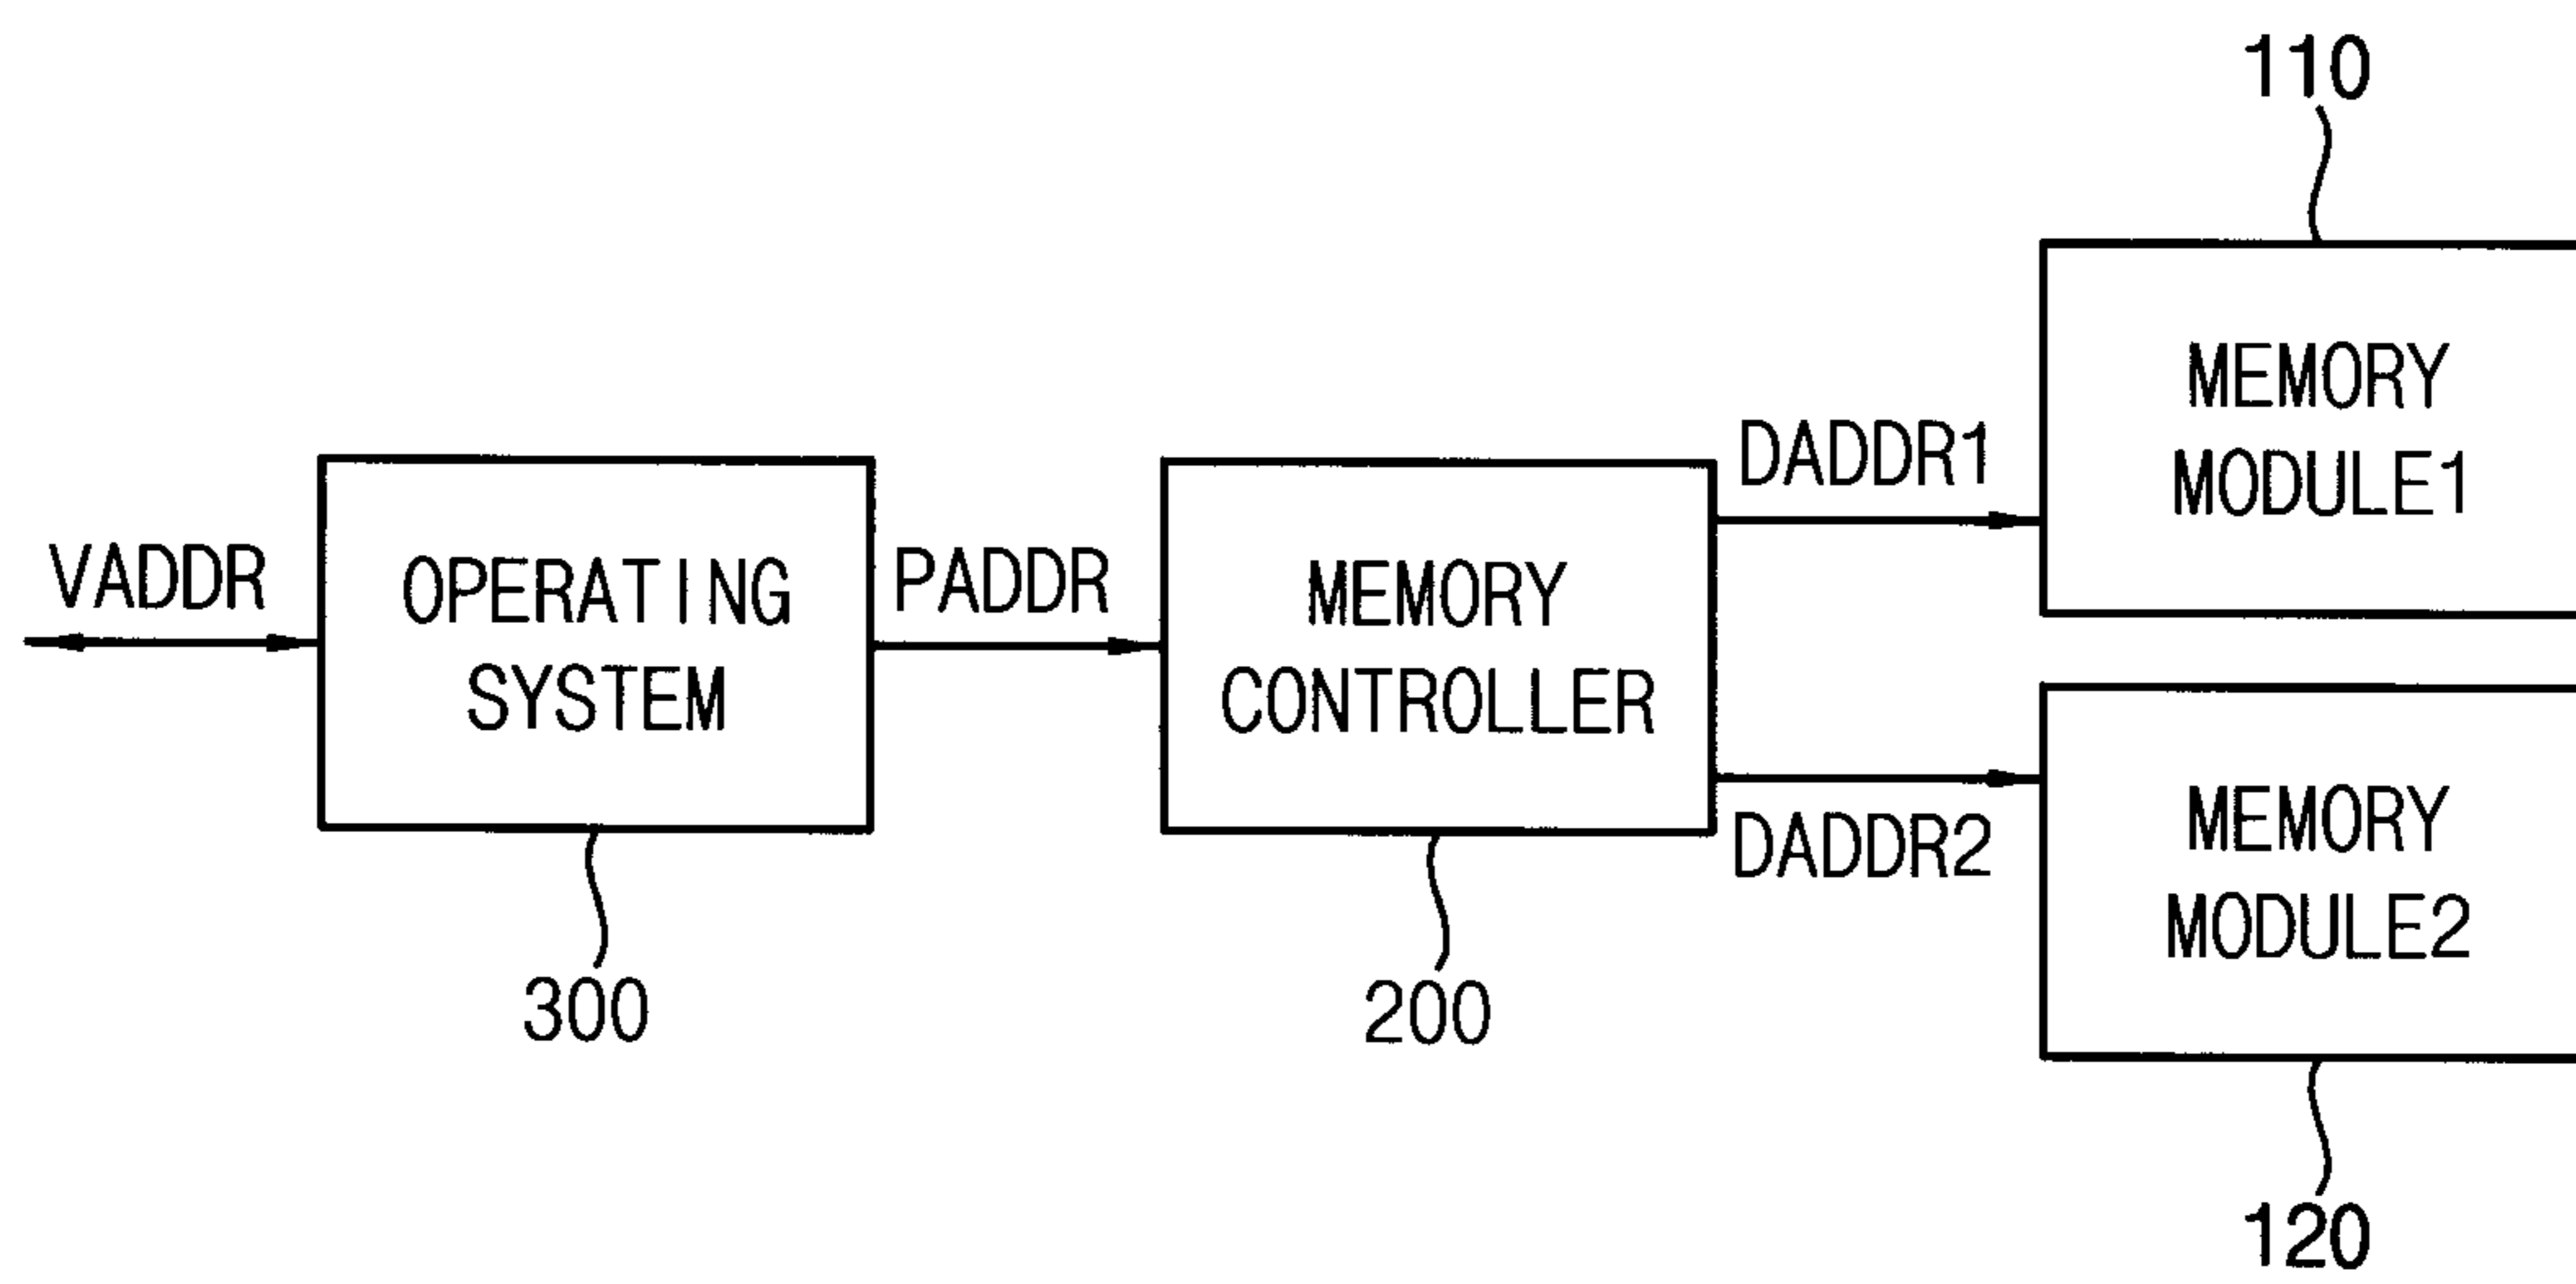 110
MEMORY
MODULE1
DADDR1
VADDR
OPERATING
SYSTEM
PADDR
MEMORY
CONTROLLER
DADDR2
MEMORY
MODULE2
300
200
120